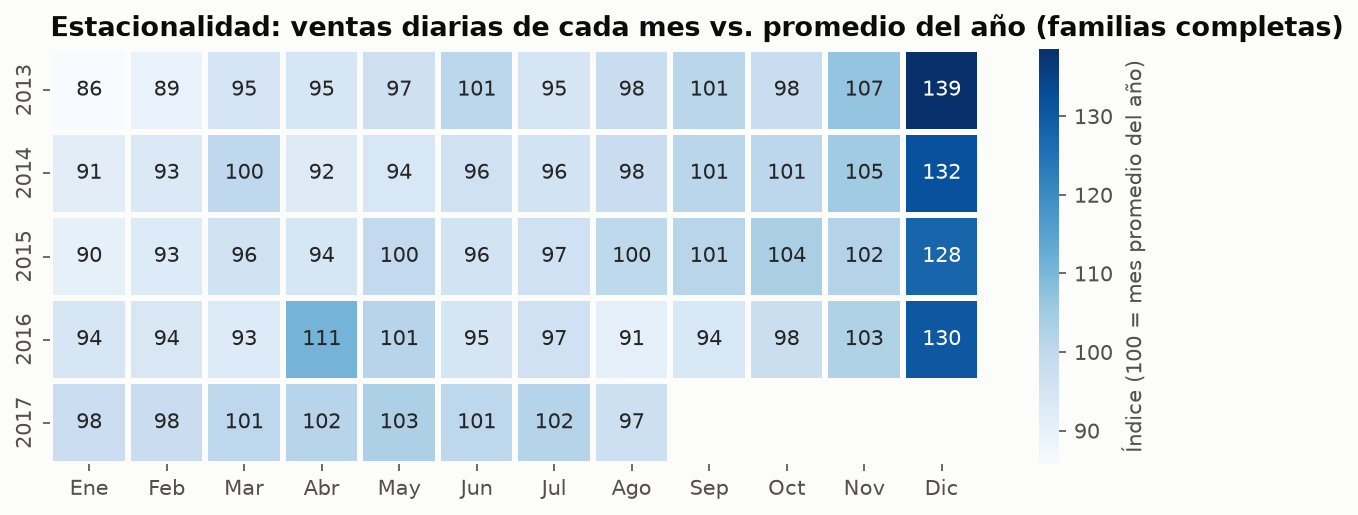 Estacionalidad: ventas diarias de cada mes vs. promedio del año (familias completas)
2013 86 89 95 95 97 101 95 98 101 98 107 139
2014 91 93 100 92 94 96 96 98 101 101 105 132
2015 90 93 96 94 100 96 97 100 101 104 102 128
2016 94 94 93 111 101 95 97 91 94 98 103 130
2017 98 98 101 102 103 101 102 97
Ene Feb Mar Abr May Jun Jul Ago Sep Oct Nov Dic
130
120
110
100
90
Índice (100 = mes promedio del año)